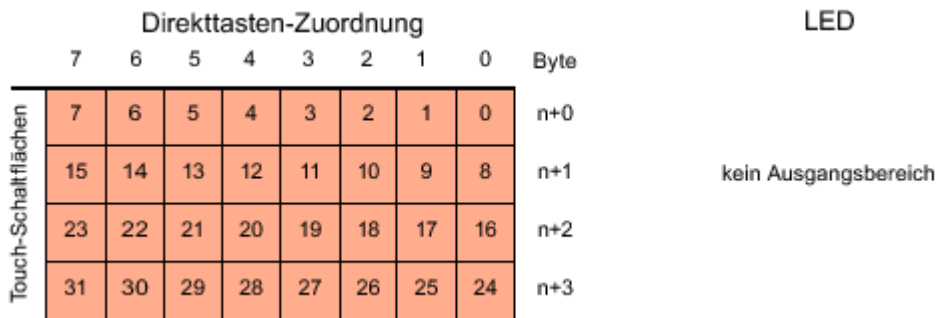 Direkttasten-Zuordnung LED
7 6 5 4 3 2 1 0 Byte
Touch-Schaltflächen
7 6 5 4 3 2 1 0 n+0
15 14 13 12 11 10 9 8 n+1 kein Ausgangsbereich
23 22 21 20 19 18 17 16 n+2
31 30 29 28 27 26 25 24 n+3